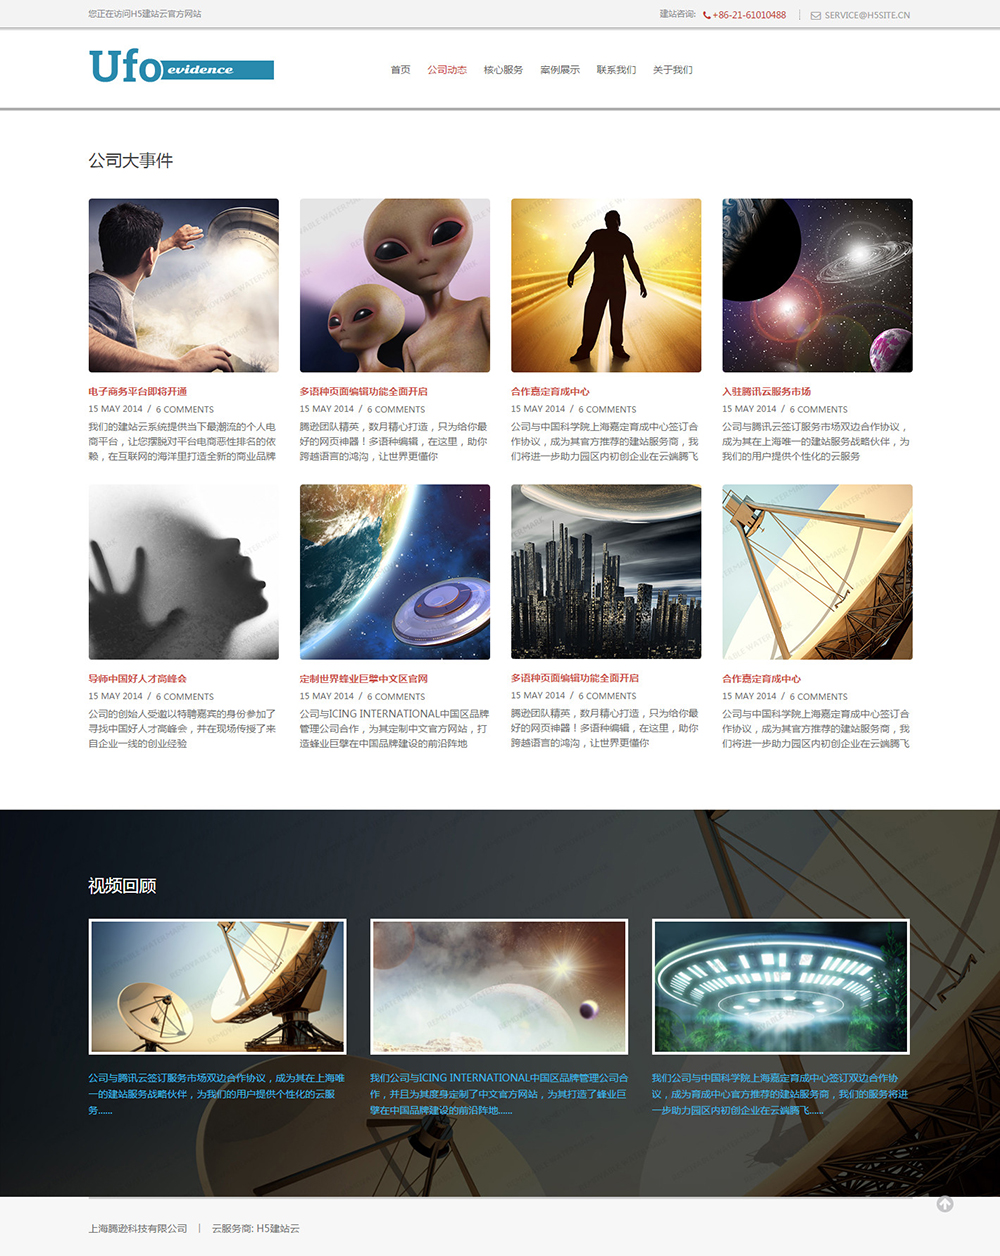 您正在访问H5建站云官方网站
建站咨询: +86-21-61010488
SERVICE@H5SITE.CN
Ufo evidence
首页 公司动态 核心服务 案例展示 联系我们 关于我们
公司大事件
电子商务平台即将开通
15 MAY 2014 / 6 COMMENTS
我们的建站云系统提供当下最潮流的个人电
商平台，让您摆脱对平台电商恶性排名的依
赖，在互联网的海洋里打造全新的商业品牌
多语种页面编辑功能全面开启
15 MAY 2014 / 6 COMMENTS
腾逊团队精英，数月精心打造，只为给你最
好的网页神器！多语种编辑，在这里，助你
跨越语言的鸿沟，让世界更懂你
合作嘉定育成中心
15 MAY 2014 / 6 COMMENTS
公司与中国科学院上海嘉定育成中心签订合
作协议，成为其官方推荐的建站服务商，我
们将进一步助力园区内初创企业在云端腾飞
入驻腾讯云服务市场
15 MAY 2014 / 6 COMMENTS
公司与腾讯云签订服务市场双边合作协议，
成为其在上海唯一的建站服务战略伙伴，为
我们的用户提供个性化的云服务
导师中国好人才高峰会
15 MAY 2014 / 6 COMMENTS
公司的创始人受邀以特聘嘉宾的身份参加了
寻找中国好人才高峰会，并在现场传授了来
自企业一线的创业经验
定制世界蜂业巨擘中文区官网
15 MAY 2014 / 6 COMMENTS
公司与ICING INTERNATIONAL中国区品牌
管理公司合作，为其定制中文官方网站，打
造蜂业巨擘在中国品牌建设的前沿阵地
多语种页面编辑功能全面开启
15 MAY 2014 / 6 COMMENTS
腾逊团队精英，数月精心打造，只为给你最
好的网页神器！多语种编辑，在这里，助你
跨越语言的鸿沟，让世界更懂你
合作嘉定育成中心
15 MAY 2014 / 6 COMMENTS
公司与中国科学院上海嘉定育成中心签订合
作协议，成为其官方推荐的建站服务商，我
们将进一步助力园区内初创企业在云端腾飞
视频回顾
公司与腾讯云签订服务市场双边合作协议，成为其在上海唯
一的建站服务战略伙伴，为我们的用户提供个性化的云服
务......
我们公司与ICING INTERNATIONAL中国区品牌管理公司合
作，并且为其度身定制了中文官方网站，为其打造了蜂业巨
擘在中国品牌建设的前沿阵地......
我们公司与中国科学院上海嘉定育成中心签订双边合作协
议，成为育成中心官方推荐的建站服务商，我们的服务将进
一步助力园区内初创企业在云端腾飞......
上海腾逊科技有限公司 | 云服务商: H5建站云